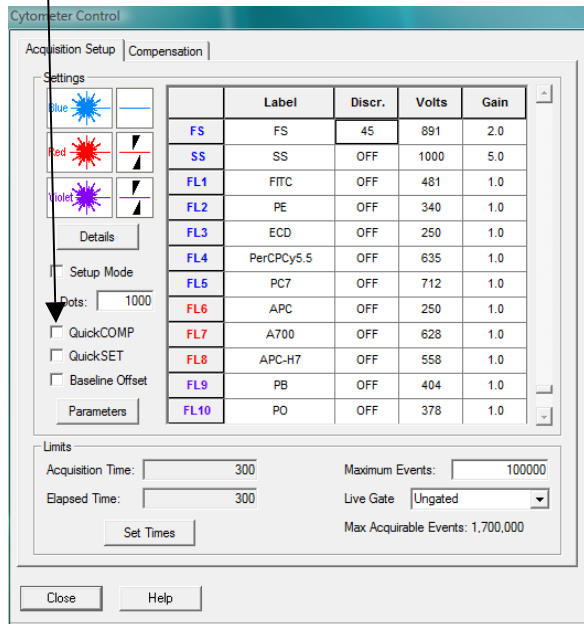 Cytometer Control
Acquisition Setup Compensation
Settings
Blue
Red
Violet
Details
Setup Mode
Dots: 1000
QuickCOMP
QuickSET
Baseline Offset
Parameters
Label Discr. Volts Gain
FS FS 45 891 2.0
SS SS OFF 1000 5.0
FL1 FITC OFF 481 1.0
FL2 PE OFF 340 1.0
FL3 ECD OFF 250 1.0
FL4 PerCPCy5.5 OFF 635 1.0
FL5 PC7 OFF 712 1.0
FL6 APC OFF 250 1.0
FL7 A700 OFF 628 1.0
FL8 APC-H7 OFF 558 1.0
FL9 PB OFF 404 1.0
FL10 PO OFF 378 1.0
Limits
Acquisition Time: 300 Maximum Events: 100000
Elapsed Time: 300 Live Gate Ungated
Set Times Max Acquirable Events: 1,700,000
Close Help